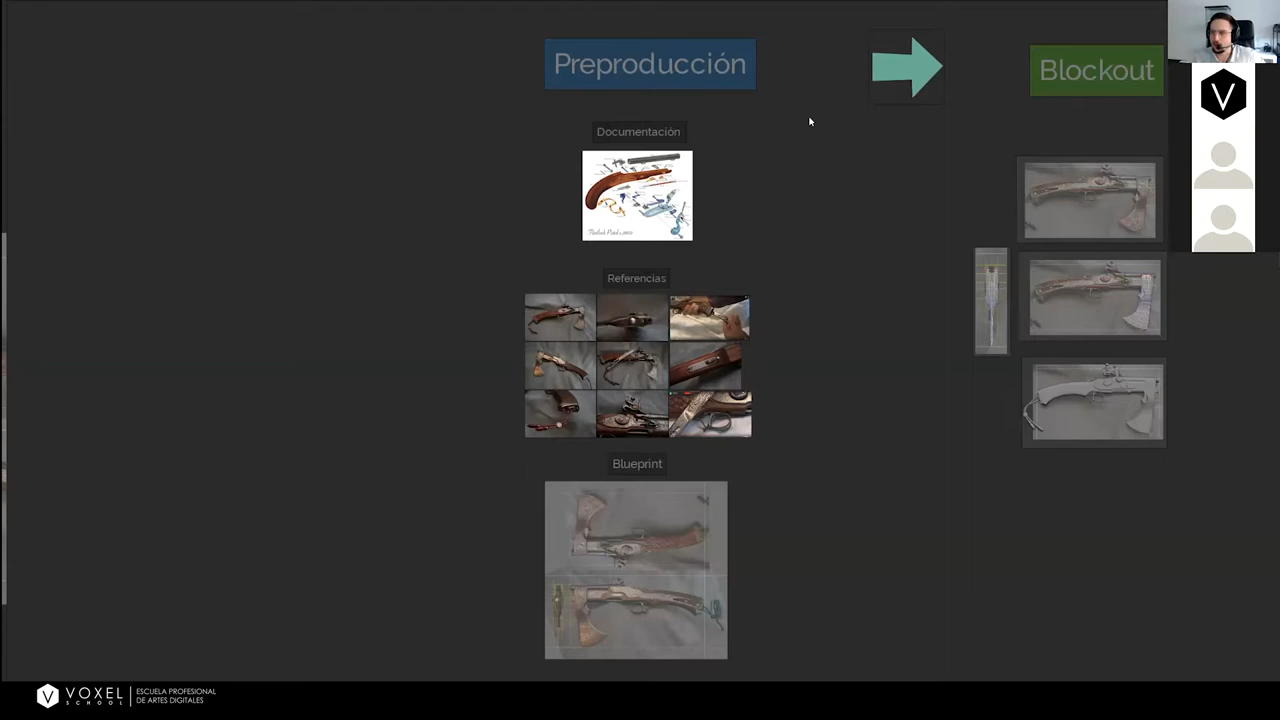 Preproducción
Blockout
Documentación
Referencias
Blueprint
V
V
VOXEL
SCHOOL
ESCUELA PROFESIONAL
DE ARTES DIGITALES